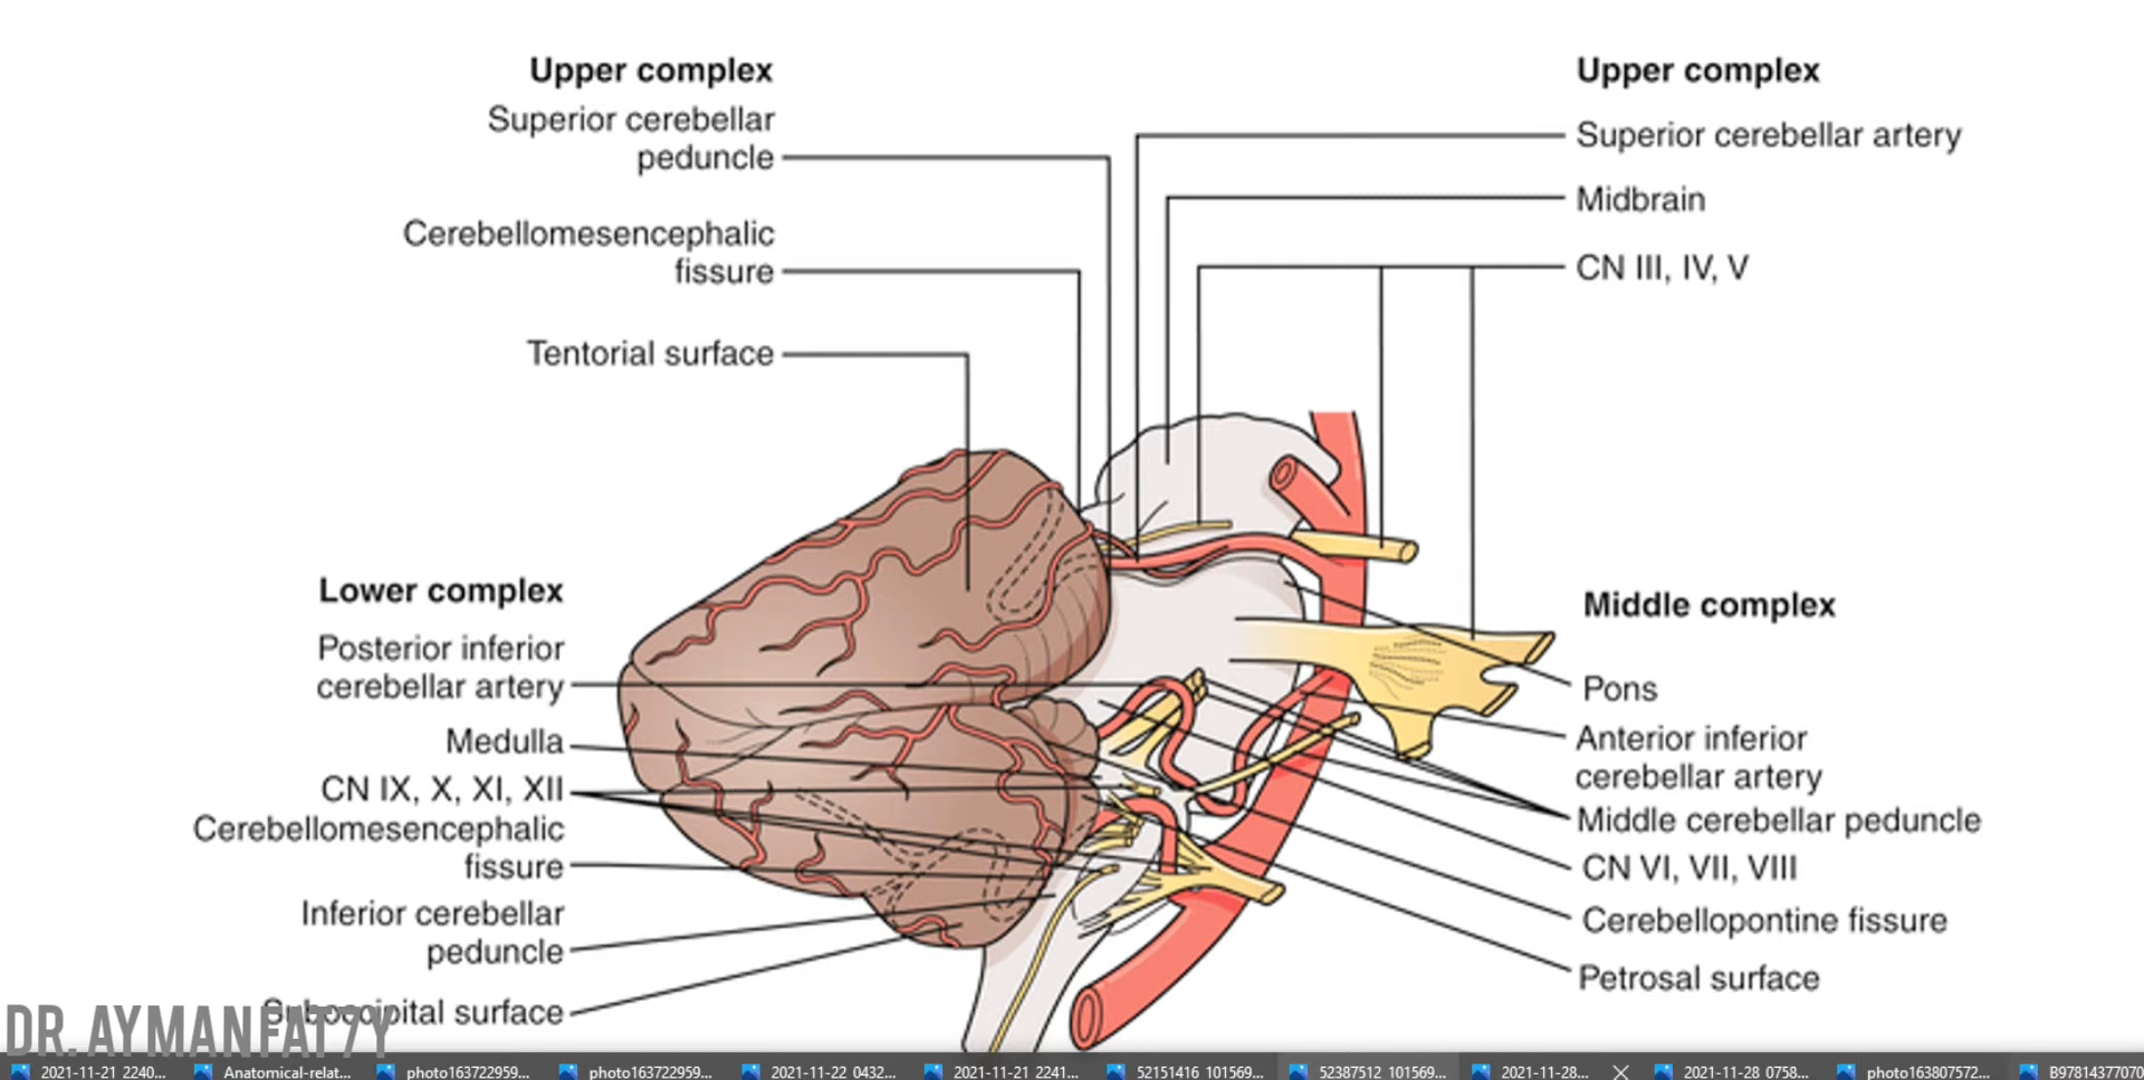 Upper complex
Superior cerebellar
peduncle
Cerebellomesencephalic
fissure
Tentorial surface
Lower complex
Posterior inferior
cerebellar artery
Medulla
CN IX, X, XI, XII
Cerebellomesencephalic
fissure
Inferior cerebellar
peduncle
Suboccipital surface
Upper complex
Superior cerebellar artery
Midbrain
CN III, IV, V
Middle complex
Pons
Anterior inferior
cerebellar artery
Middle cerebellar peduncle
CN VI, VII, VIII
Cerebellopontine fissure
Petrosal surface
DR. AYMANFAT7Y
2021-11-21 2240...
Anatomical-relat...
photo163722959...
photo163722959...
2021-11-22 0432...
2021-11-21 2241...
52151416 101569...
52387512 101569...
2021-11-28...
2021-11-28 0758...
photo163807572...
B97814377070